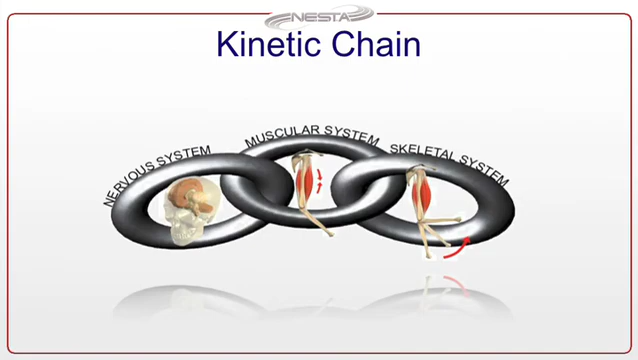 NESTA
Kinetic Chain
NERVOUS SYSTEM
MUSCULAR SYSTEM
SKELETAL SYSTEM